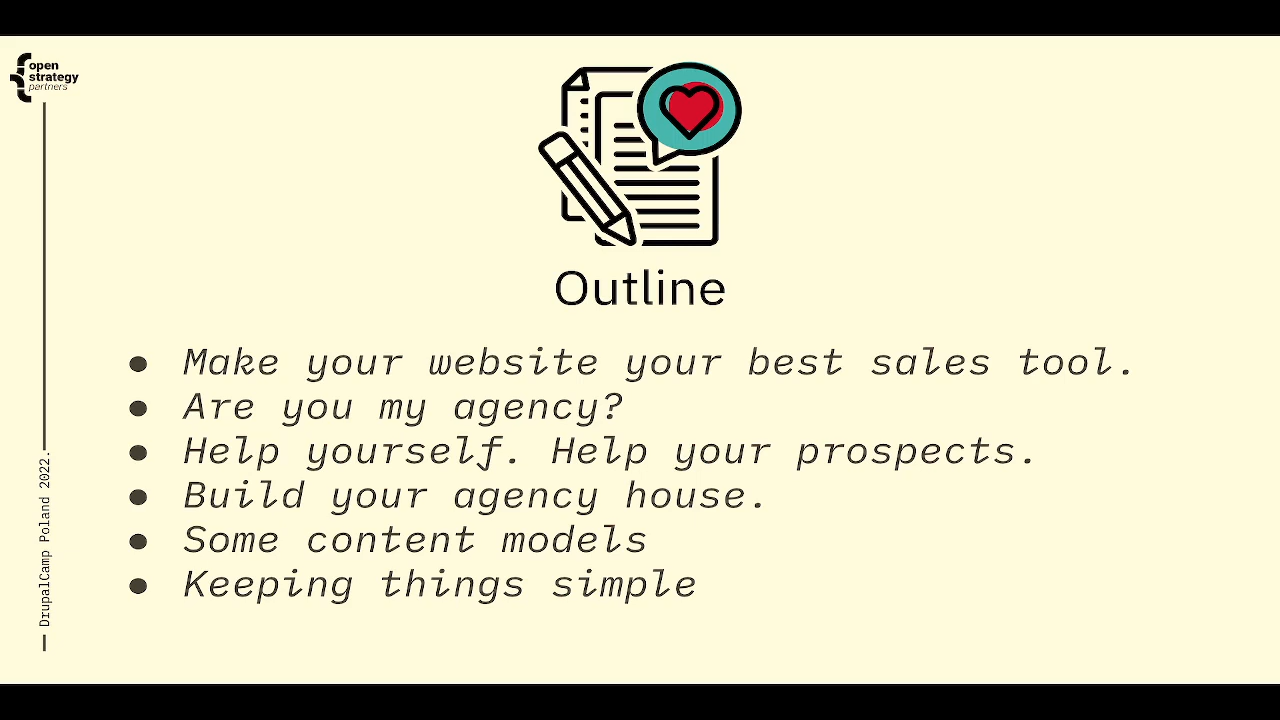 open
strategy
partners
Outline
● Make your website your best sales tool.
● Are you my agency?
● Help yourself. Help your prospects.
● Build your agency house.
● Some content models
● Keeping things simple
DrupalCamp Poland 2022.